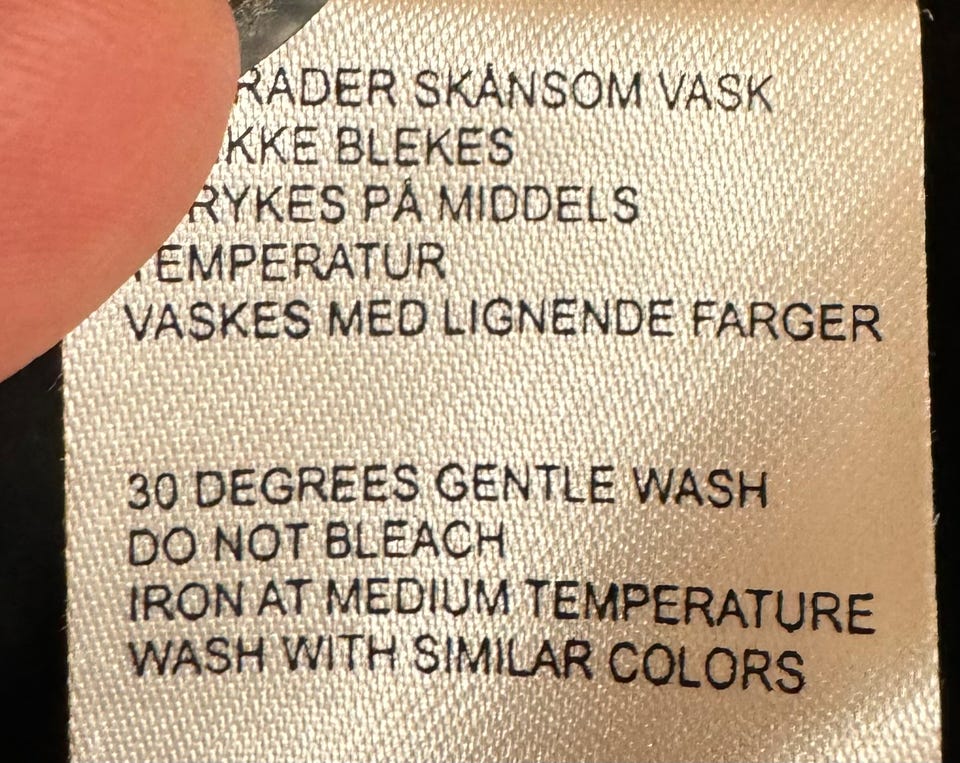 SKÅNSOM VASK
BLEKES
PÅ MIDDELS
TEMPERATUR
VASKES MED LIGNENDE FARGER
30 DEGREES GENTLE WASH
DO NOT BLEACH
IRON AT MEDIUM TEMPERATURE
WASH WITH SIMILAR COLORS